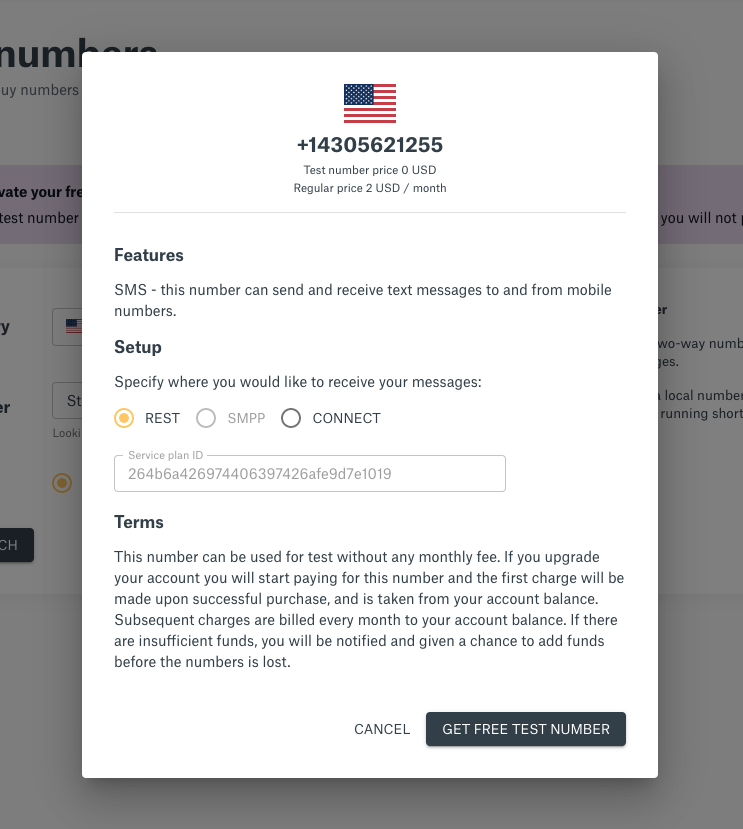 numbers
uy numbers
+14305621255
Test number price 0 USD
Regular price 2 USD / month
vate your fre
test number
you will not
Features
SMS - this number can send and receive text messages to and from mobile
numbers.
Setup
Specify where you would like to receive your messages:
REST
SMPP
CONNECT
Service plan ID
264b6a426974406397426afe9d7e1019
Terms
This number can be used for test without any monthly fee. If you upgrade
your account you will start paying for this number and the first charge will be
made upon successful purchase, and is taken from your account balance.
Subsequent charges are billed every month to your account balance. If there
are insufficient funds, you will be notified and given a chance to add funds
before the numbers is lost.
CANCEL
GET FREE TEST NUMBER
ry
er
St
Looki
CH
er
wo-way numb
ges.
a local number
running short